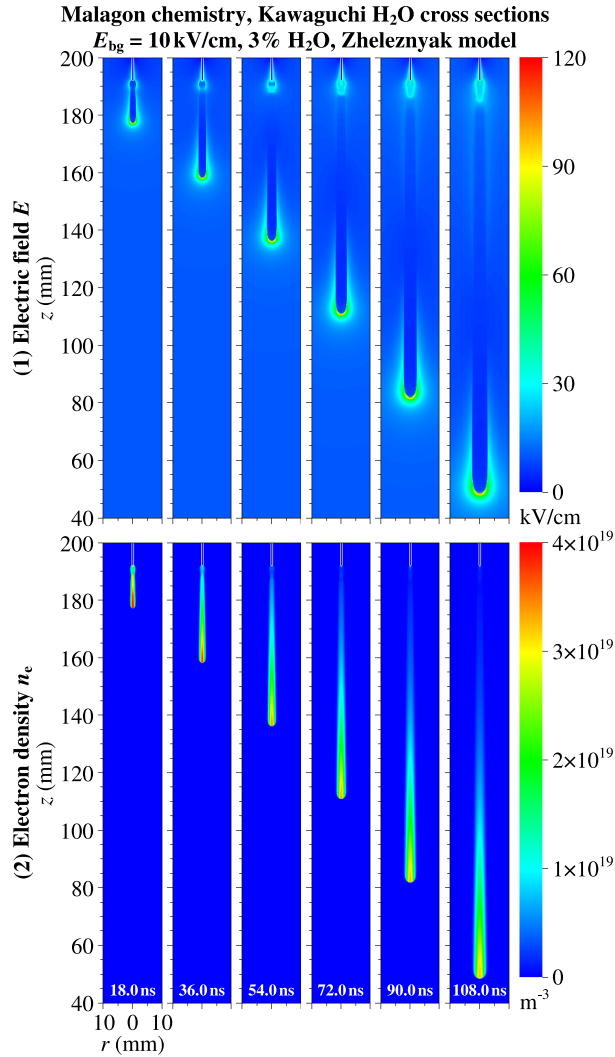 Malagon chemistry, Kawaguchi H₂O cross sections
E_bg = 10 kV/cm, 3% H₂O, Zheleznyak model
(1) Electric field E
z (mm)
200
180
160
140
120
100
80
60
40
120
90
60
30
0
kV/cm
(2) Electron density nₑ
z (mm)
200
180
160
140
120
100
80
60
40
18.0 ns 36.0 ns 54.0 ns 72.0 ns 90.0 ns 108.0 ns
4×10¹⁹
3×10¹⁹
2×10¹⁹
1×10¹⁹
0
m⁻³
10 0 10
r (mm)